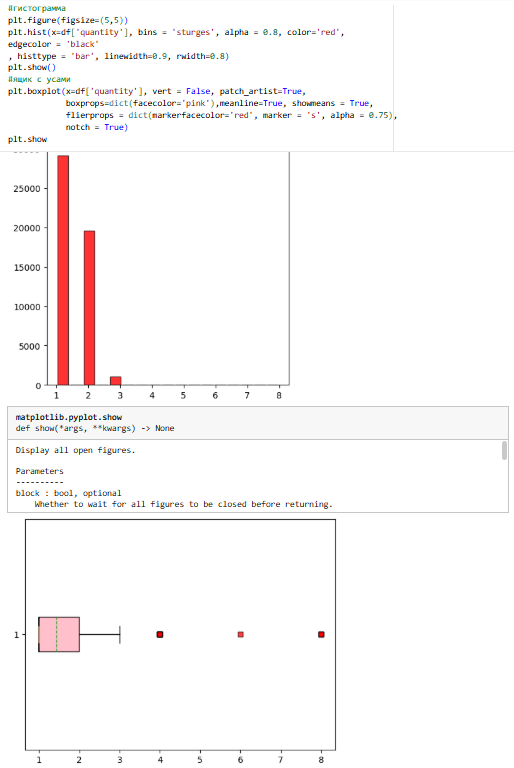 #гистограмма
plt.figure(figsize=(5,5))
plt.hist(x=df['quantity'], bins = 'sturges', alpha = 0.8, color='red',
edgecolor = 'black'
, histtype = 'bar', linewidth=0.9, rwidth=0.8)
plt.show()
#ящик с усами
plt.boxplot(x=df['quantity'], vert = False, patch_artist=True,
boxprops=dict(facecolor='pink'),meanline=True, showmeans = True,
flierprops = dict(markerfacecolor='red', marker = 's', alpha = 0.75),
notch = True)
plt.show
25000
20000
15000
10000
5000
0
1 2 3 4 5 6 7 8
matplotlib.pyplot.show
def show(*args, **kwargs) -> None
Display all open figures.
Parameters
----------
block : bool, optional
Whether to wait for all figures to be closed before returning.
1
1 2 3 4 5 6 7 8